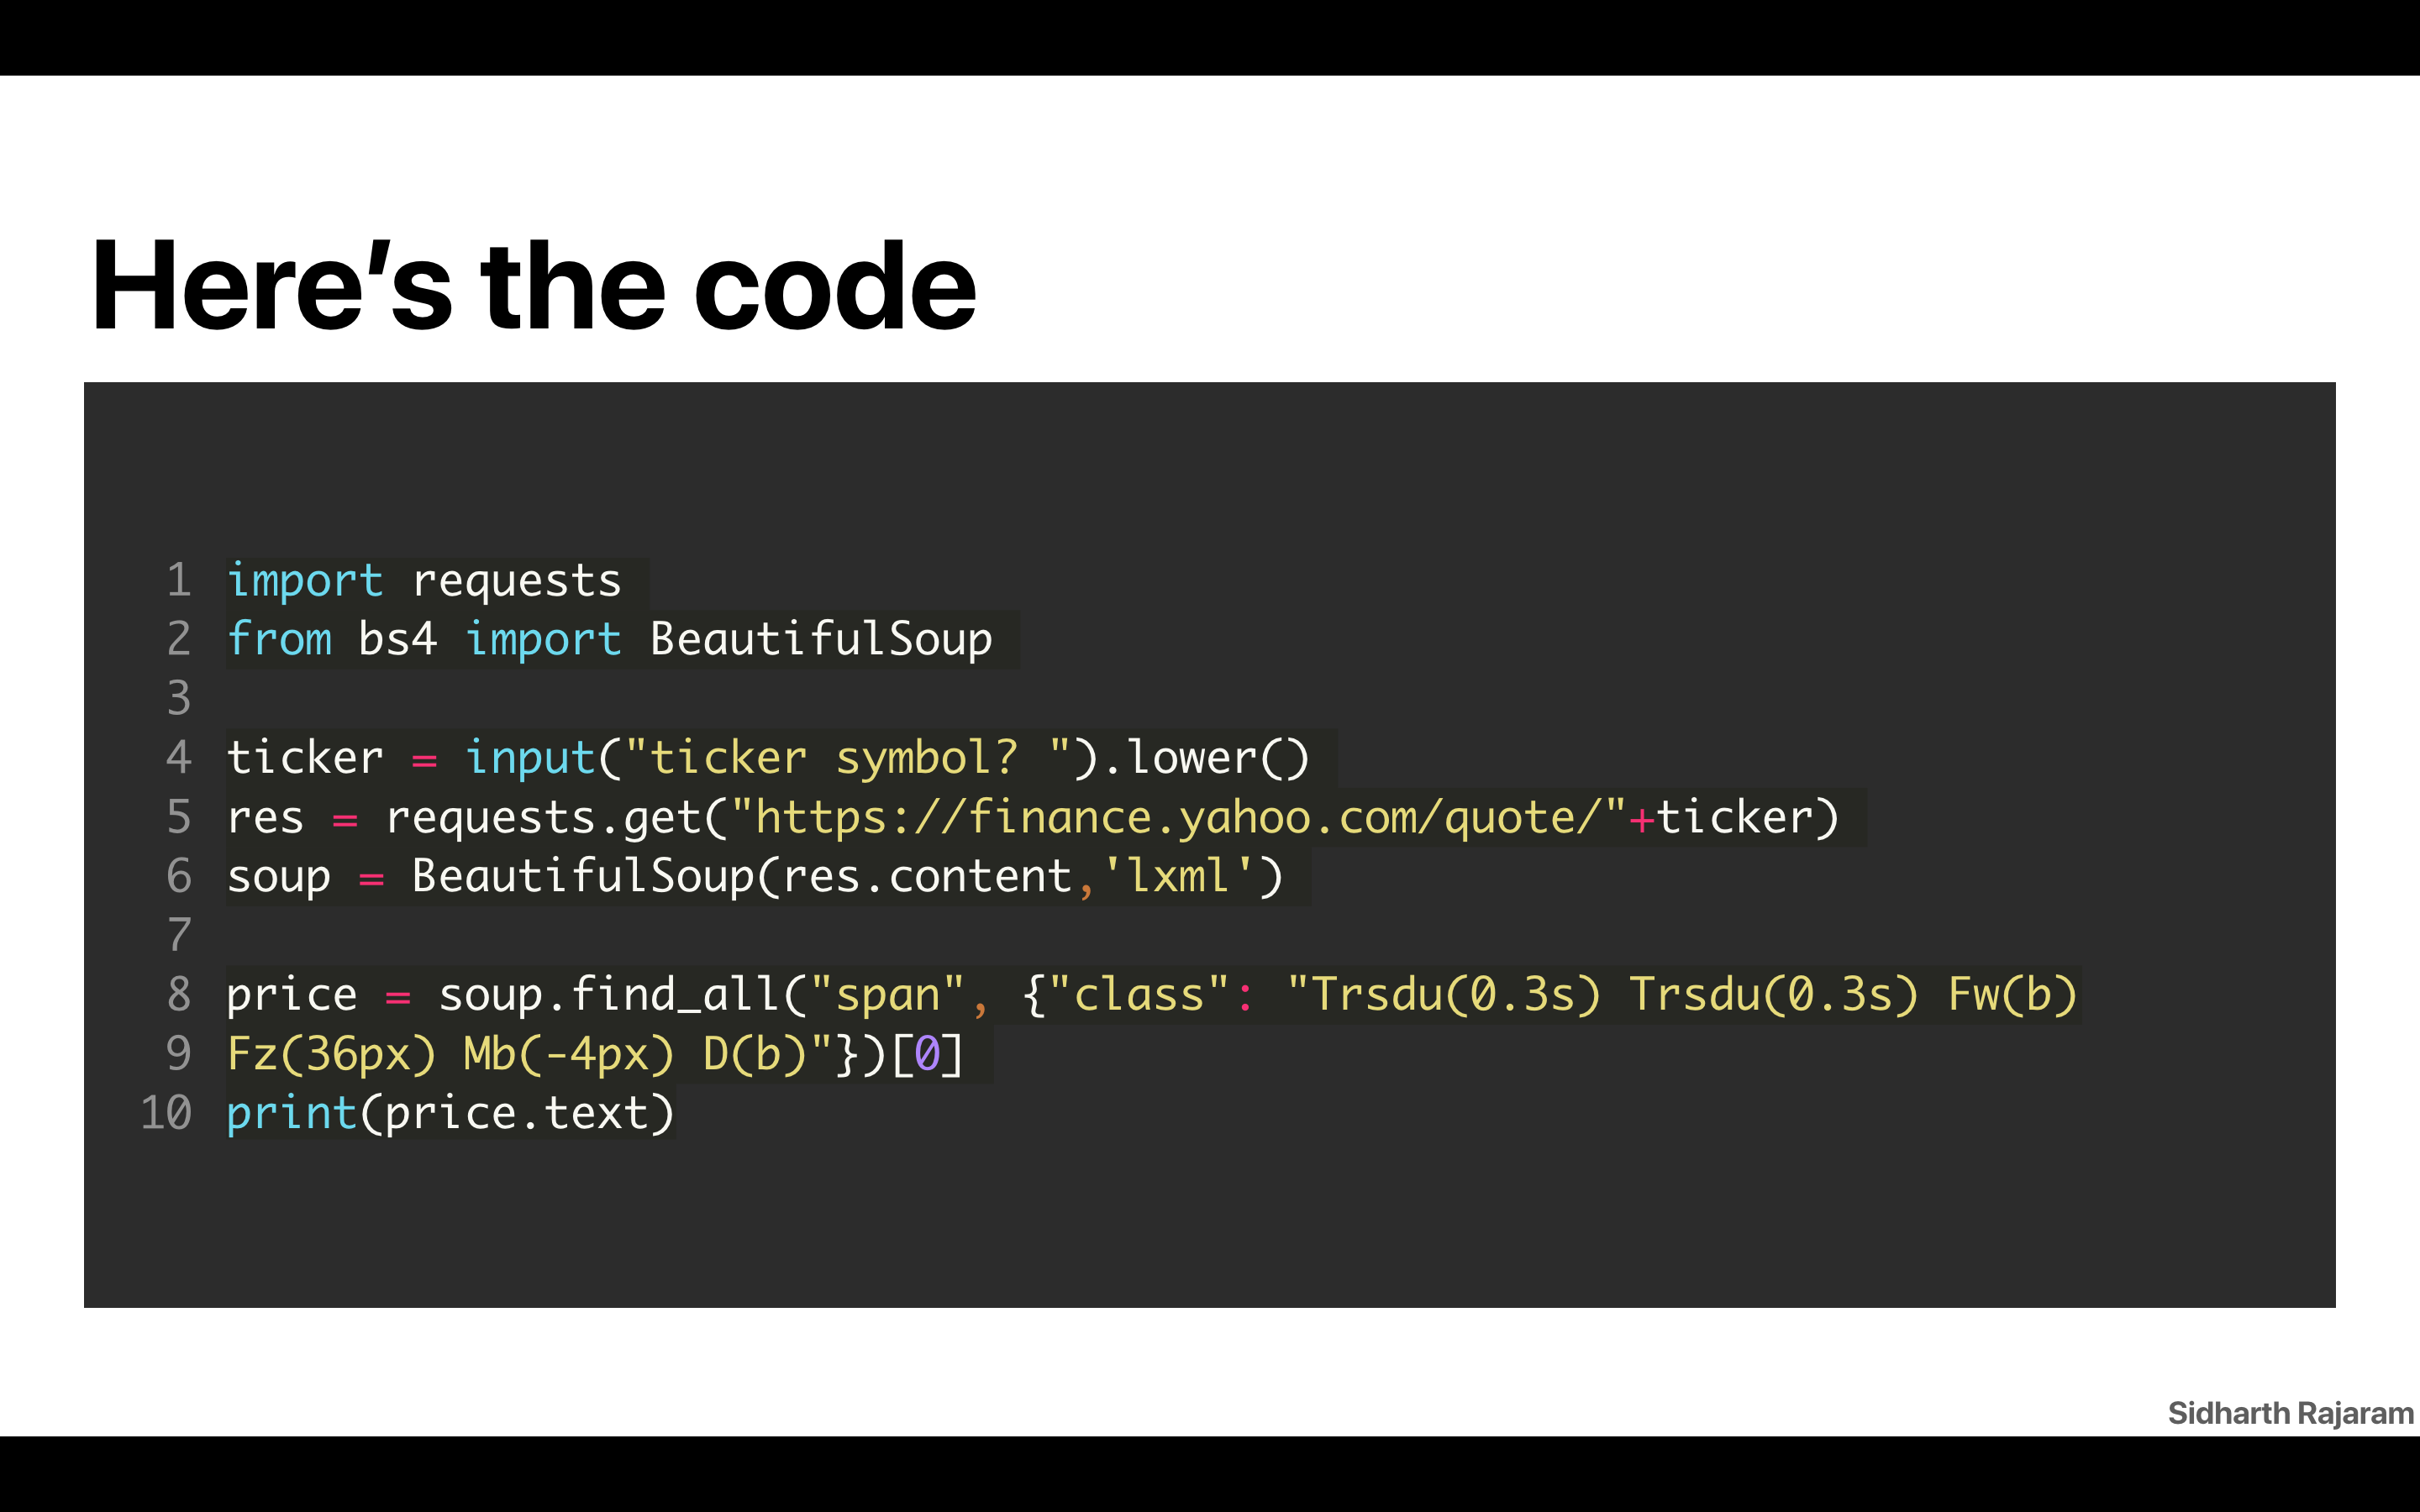 Here's the code
1 import requests
2 from bs4 import BeautifulSoup
3
4 ticker = input("ticker symbol? ").lower()
5 res = requests.get("https://finance.yahoo.com/quote/"+ticker)
6 soup = BeautifulSoup(res.content,'lxml')
7
8 price = soup.find_all("span", {"class": "Trsdu(0.3s) Trsdu(0.3s) Fw(b)
9 Fz(36px) Mb(-4px) D(b)"})[0]
10 print(price.text)
Sidharth Rajaram